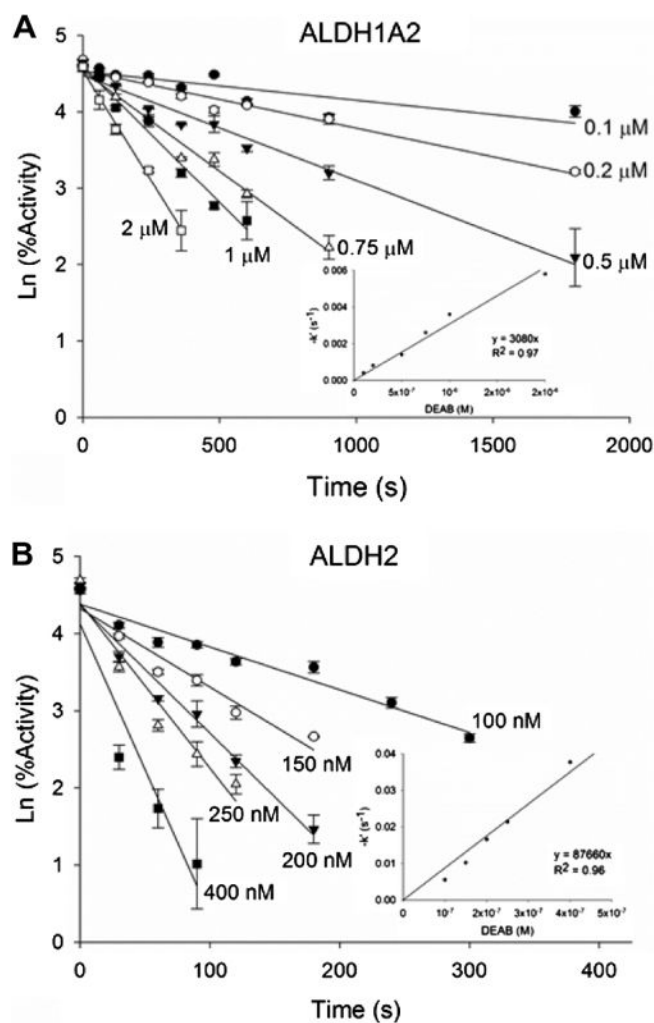 A
ALDH1A2
Ln (%Activity)
5
4
3
2
1
0
0.1 μM
0.2 μM
0.5 μM
0.75 μM
1 μM
2 μM
-k' (s⁻¹)
0.006
0.004
0.002
0.000
y = 3080x
R² = 0.97
5x10⁻⁷ 10⁻⁶ 2x10⁻⁶ 2x10⁻⁶
DEAB (M)
0 500 1000 1500 2000
Time (s)
B
ALDH2
Ln (%Activity)
5
4
3
2
1
0
100 nM
150 nM
250 nM
200 nM
400 nM
-k' (s⁻¹)
0.04
0.03
0.02
0.01
0.00
y = 87660x
R² = 0.96
0 10⁻⁷ 2x10⁻⁷ 3x10⁻⁷ 4x10⁻⁷ 5x10⁻⁷
DEAB (M)
0 100 200 300 400
Time (s)